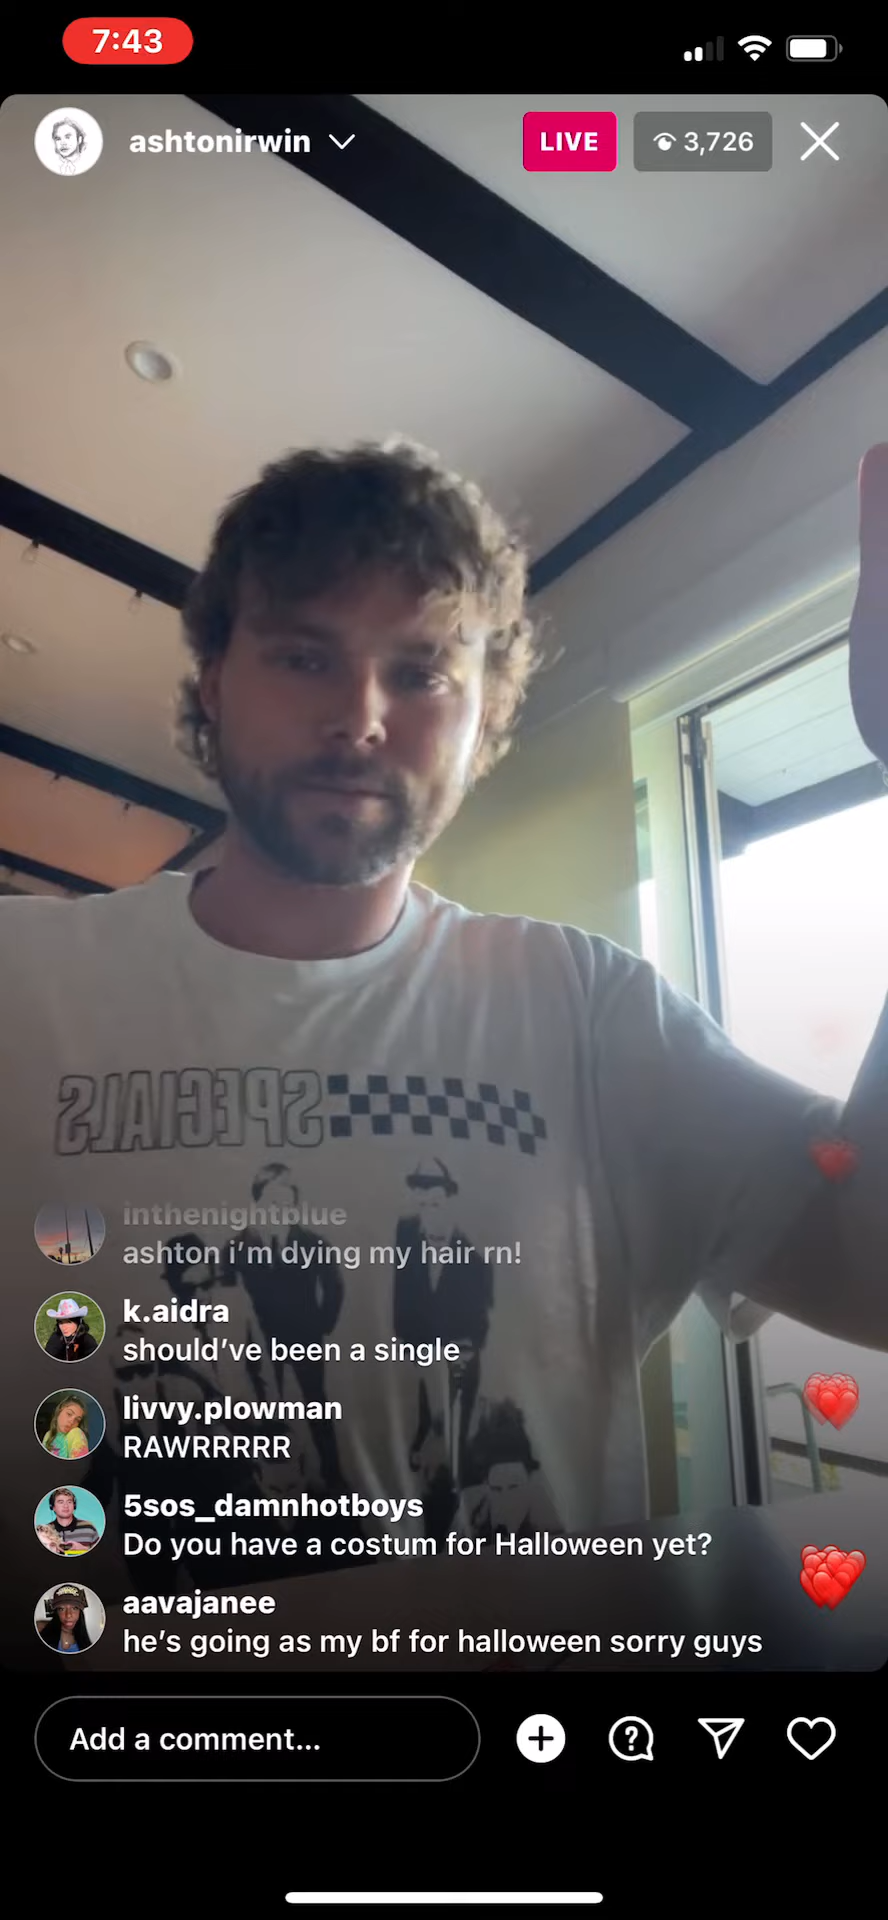 7:43
ashtonirwin
LIVE
3,726
SPECIALS
inthenightblue
ashton i'm dying my hair rn!
k.aidra
should've been a single
livvy.plowman
RAWRRRRR
5sos_damnhotboys
Do you have a costum for Halloween yet?
aavajanee
he's going as my bf for halloween sorry guys
Add a comment...